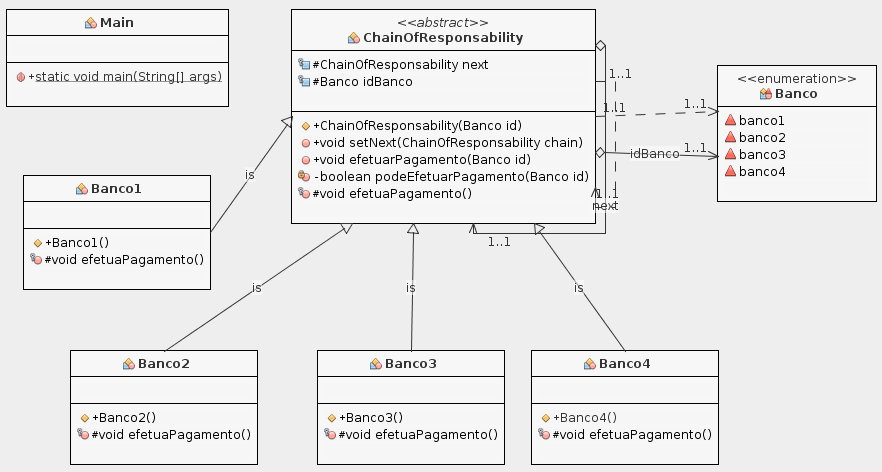 Main
+static void main(String[] args)
<<abstract>>
ChainOfResponsability
#ChainOfResponsability next
#Banco idBanco
+ChainOfResponsability(Banco id)
+void setNext(ChainOfResponsability chain)
+void efetuarPagamento(Banco id)
-boolean podeEfetuarPagamento(Banco id)
#void efetuaPagamento()
1..1
1..1
1..1
idBanco
1..1
1..1
next
1..1
<<enumeration>>
Banco
banco1
banco2
banco3
banco4
is
Banco1
+Banco1()
#void efetuaPagamento()
is
is
is
Banco2
+Banco2()
#void efetuaPagamento()
Banco3
+Banco3()
#void efetuaPagamento()
Banco4
+Banco4()
#void efetuaPagamento()